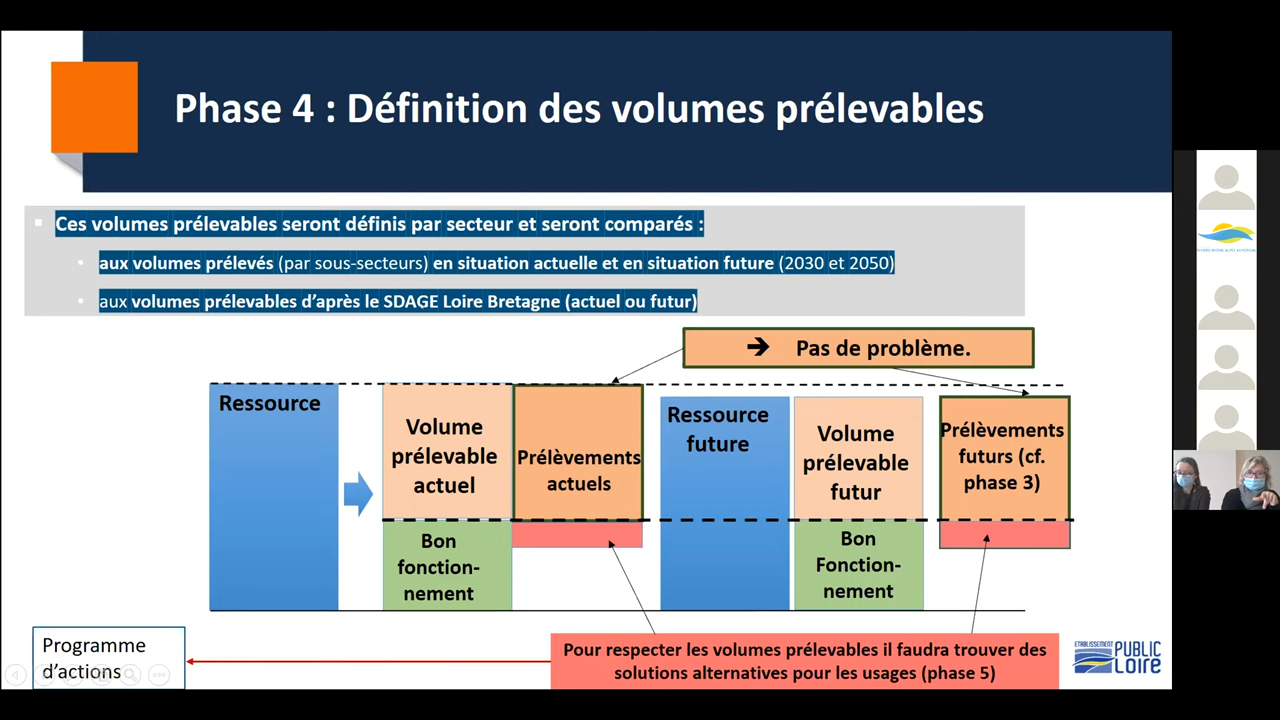 Phase 4 : Définition des volumes prélevables
Ces volumes prélevables seront définis par secteur et seront comparés :
aux volumes prélevés (par sous-secteurs) en situation actuelle et en situation future (2030 et 2050)
aux volumes prélevables d'après le SDAGE Loire Bretagne (actuel ou futur)
➔ Pas de problème.
Ressource
Volume
prélevable
actuel
Prélèvements
actuels
Bon
fonction-
nement
Ressource
future
Volume
prélevable
futur
Prélèvements
futurs (cf.
phase 3)
Bon
Fonction-
nement
Programme
d'actions
Pour respecter les volumes prélevables il faudra trouver des
solutions alternatives pour les usages (phase 5)
ETABLISSEMENT
PUBLIC
LOIRE